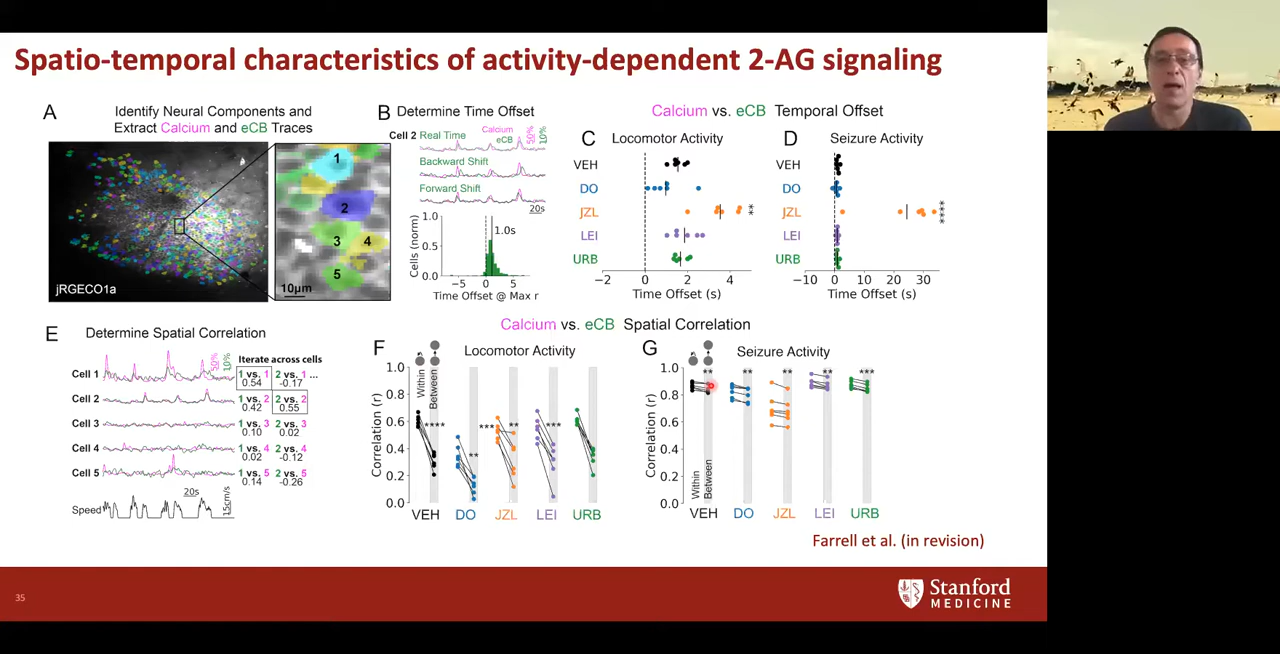 Spatio-temporal characteristics of activity-dependent 2-AG signaling
A
Identify Neural Components and
Extract Calcium and eCB Traces
1
2
3
4
5
10μm
jRGECO1a
B
Determine Time Offset
Cell 2 Real Time
Calcium
eCB
50%
10%
Backward Shift
Forward Shift
20s
1.0s
Cells (norm)
1.0
0.5
0.0
−5 0 5
Time Offset @ Max r
Calcium vs. eCB Temporal Offset
C
Locomotor Activity
VEH
DO
JZL
**
LEI
URB
−2 0 2 4
Time Offset (s)
D
Seizure Activity
VEH
DO
JZL
****
LEI
URB
−10 0 10 20 30
Time Offset (s)
E
Determine Spatial Correlation
50%
10%
Iterate across cells
Cell 1
1 vs. 1 2 vs. 1 ...
0.54 -0.17
Cell 2
1 vs. 2 2 vs. 2
0.42 0.55
Cell 3
1 vs. 3 2 vs. 3
0.10 0.02
Cell 4
1 vs. 4 2 vs. 4
0.02 -0.12
Cell 5
1 vs. 5 2 vs. 5
0.14 -0.26
20s
Speed
15cm/s
Calcium vs. eCB Spatial Correlation
F
Locomotor Activity
Correlation (r)
1.0
0.8
0.6
0.4
0.2
0.0
Within
Between
****
**
*** **
***
VEH DO JZL LEI URB
G
Seizure Activity
Correlation (r)
1.0
0.8
0.6
0.4
0.2
0.0
** ** ** ** ***
Within
Between
VEH DO JZL LEI URB
Farrell et al. (in revision)
35
Stanford
MEDICINE